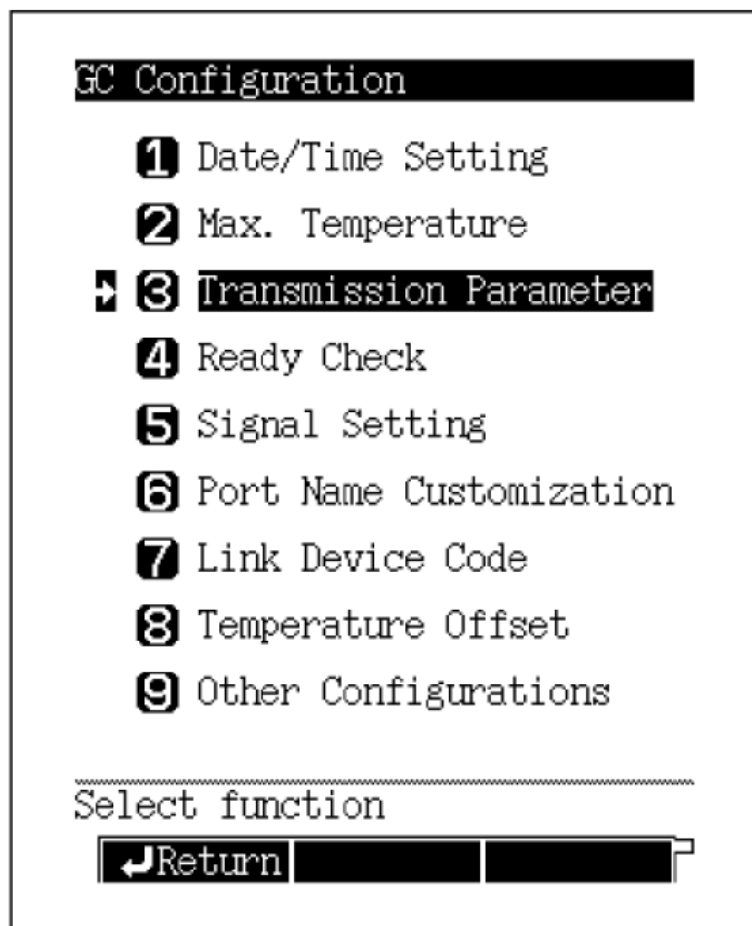 GC Configuration
1 Date/Time Setting
2 Max. Temperature
3 Transmission Parameter
4 Ready Check
5 Signal Setting
6 Port Name Customization
7 Link Device Code
8 Temperature Offset
9 Other Configurations
Select function
Return